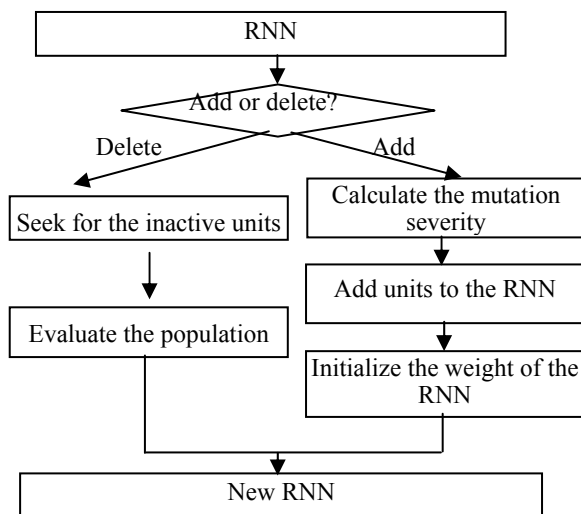 RNN
Add or delete?
Delete
Add
Seek for the inactive units
Calculate the mutation
severity
Evaluate the population
Add units to the RNN
Initialize the weight of the
RNN
New RNN